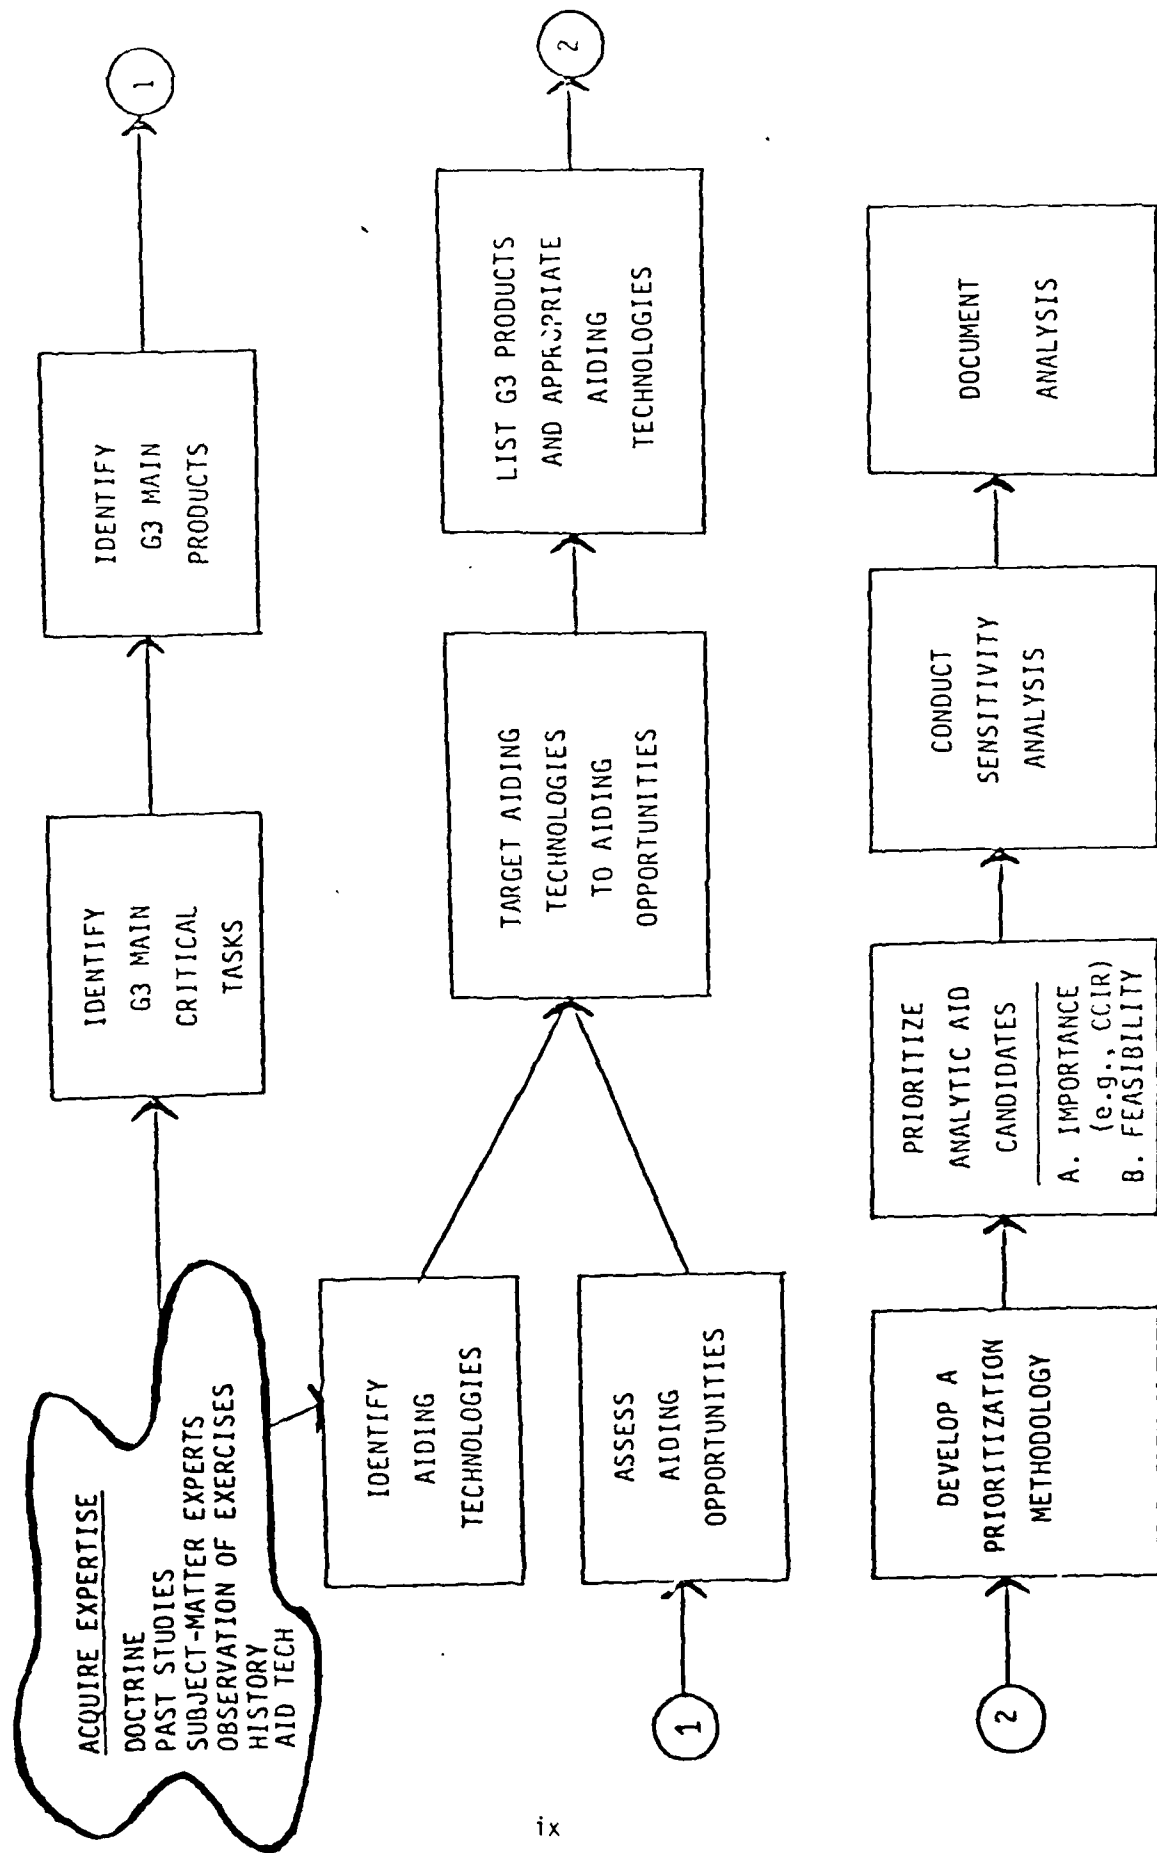 ACQUIRE EXPERTISE
DOCTRINE
PAST STUDIES
SUBJECT-MATTER EXPERTS
OBSERVATION OF EXERCISES
HISTORY
AID TECH
IDENTIFY
G3 MAIN
CRITICAL
TASKS
IDENTIFY
G3 MAIN
PRODUCTS
1
IDENTIFY
AIDING
TECHNOLOGIES
1
ASSESS
AIDING
OPPORTUNITIES
TARGET AIDING
TECHNOLOGIES
TO AIDING
OPPORTUNITIES
LIST G3 PRODUCTS
AND APPROPRIATE
AIDING
TECHNOLOGIES
2
2
DEVELOP A
PRIORITIZATION
METHODOLOGY
PRIORITIZE
ANALYTIC AID
CANDIDATES
A. IMPORTANCE
(e.g., CCIR)
B. FEASIBILITY
CONDUCT
SENSITIVITY
ANALYSIS
DOCUMENT
ANALYSIS
ix